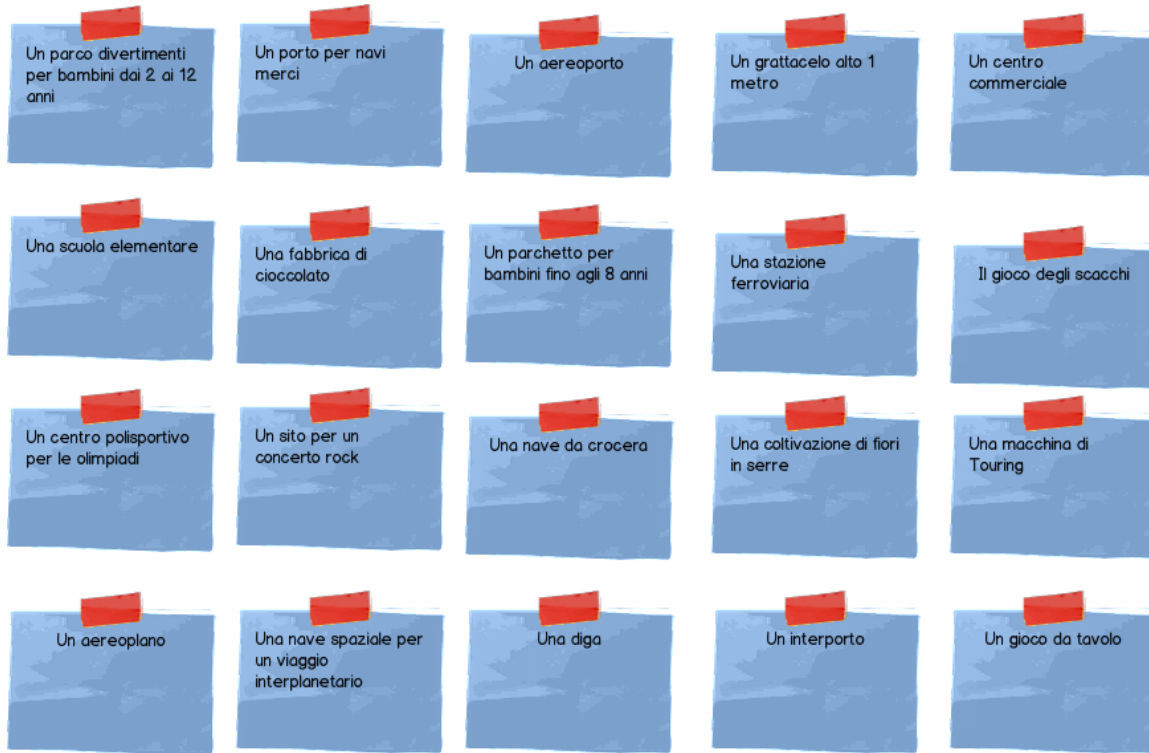 Un parco divertimenti
per bambini dai 2 ai 12
anni
Un porto per navi
merci
Un aereoporto
Un grattacelo alto 1
metro
Un centro
commerciale
Una scuola elementare
Una fabbrica di
cioccolato
Un parchetto per
bambini fino agli 8 anni
Una stazione
ferroviaria
Il gioco degli scacchi
Un centro polisportivo
per le olimpiadi
Un sito per un
concerto rock
Una nave da crocera
Una coltivazione di fiori
in serre
Una macchina di
Touring
Un aereoplano
Una nave spaziale per
un viaggio
interplanetario
Una diga
Un interporto
Un gioco da tavolo